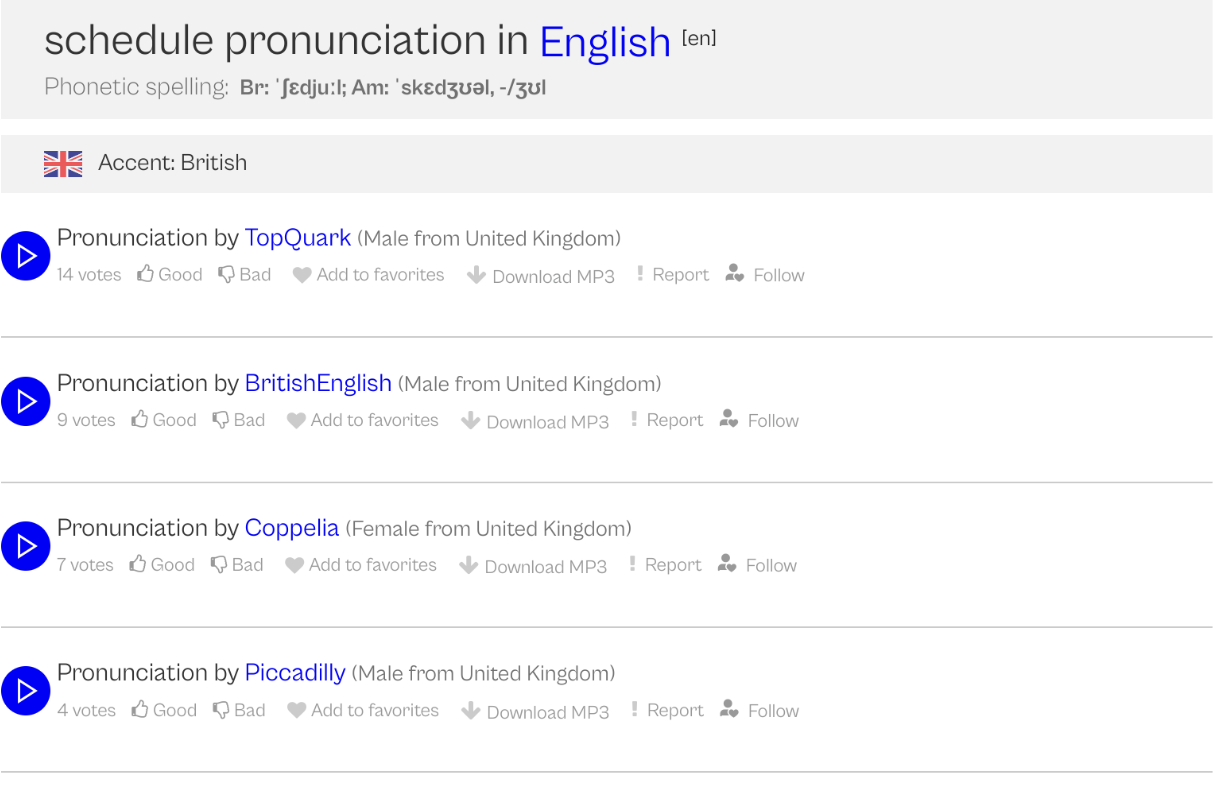 schedule pronunciation in English [en]
Phonetic spelling: Br: ˈʃɛdjuːl; Am: ˈskɛdʒʊəl, -/ʒʊl
Accent: British
Pronunciation by TopQuark (Male from United Kingdom)
14 votes Good Bad Add to favorites Download MP3 Report Follow
Pronunciation by BritishEnglish (Male from United Kingdom)
9 votes Good Bad Add to favorites Download MP3 Report Follow
Pronunciation by Coppelia (Female from United Kingdom)
7 votes Good Bad Add to favorites Download MP3 Report Follow
Pronunciation by Piccadilly (Male from United Kingdom)
4 votes Good Bad Add to favorites Download MP3 Report Follow